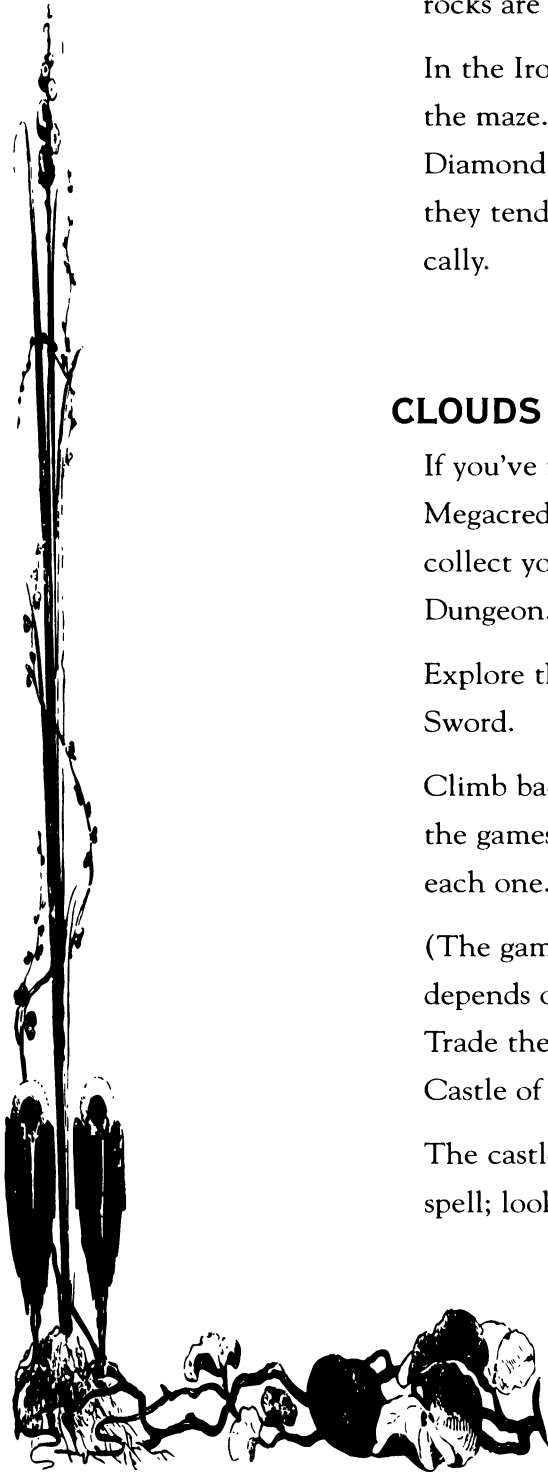 rocks are
In the Iro
the maze.
Diamond
they tend
cally.
CLOUDS
If you've
Megacred
collect yo
Dungeon.
Explore th
Sword.
Climb ba
the games
each one.
(The gam
depends o
Trade the
Castle of
The castle
spell; look